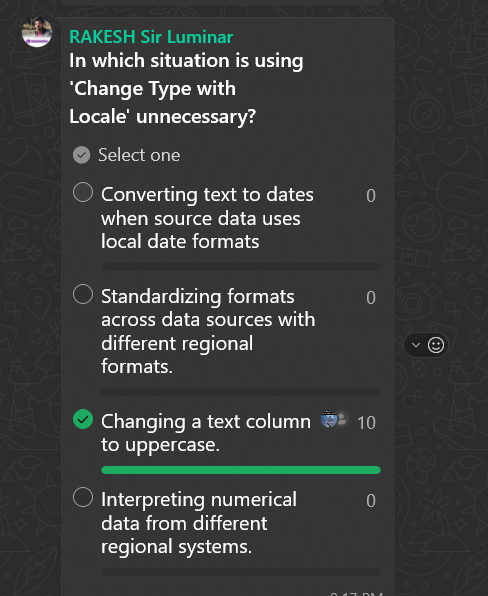 RAKESH Sir Luminar
In which situation is using
'Change Type with
Locale' unnecessary?
Select one
Converting text to dates 0
when source data uses
local date formats
Standardizing formats 0
across data sources with
different regional
formats.
Changing a text column 10
to uppercase.
Interpreting numerical 0
data from different
regional systems.